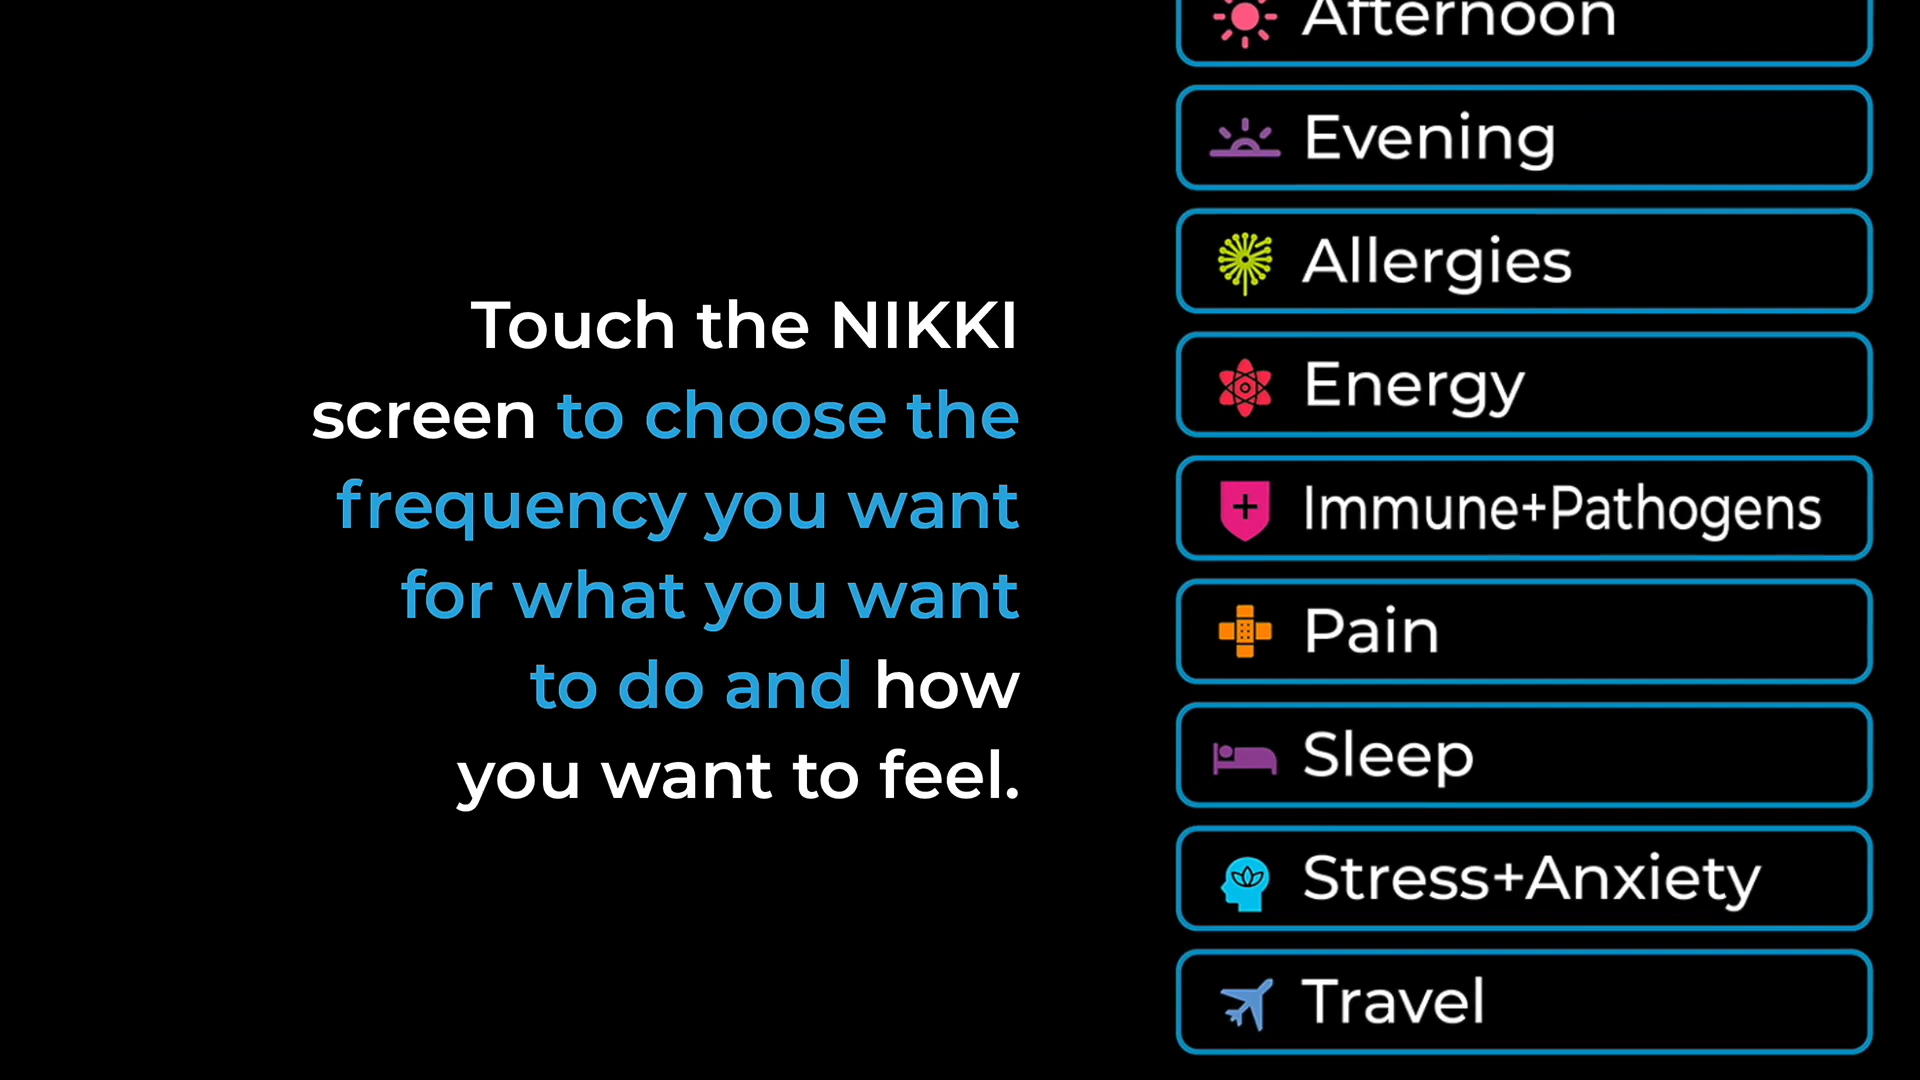 Touch the NIKKI
screen to choose the
frequency you want
for what you want
to do and how
you want to feel.
Afternoon
Evening
Allergies
Energy
Immune+Pathogens
Pain
Sleep
Stress+Anxiety
Travel